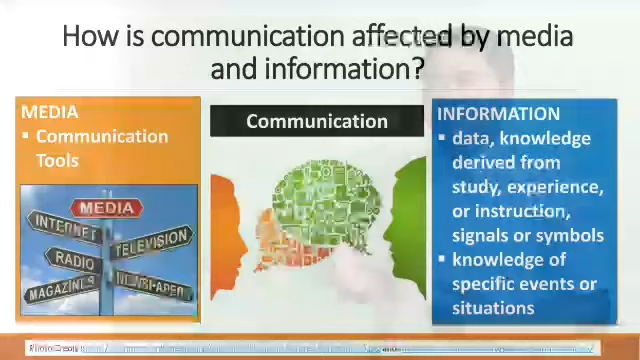 How is communication affected by media
and information?
MEDIA
▪ Communication
Tools
MEDIA
INTERNET
TELEVISION
RADIO
MAGAZINES
NEWSPAPER
Communication
INFORMATION
▪ data, knowledge
derived from
study, experience,
or instruction,
signals or symbols
▪ knowledge of
specific events or
situations